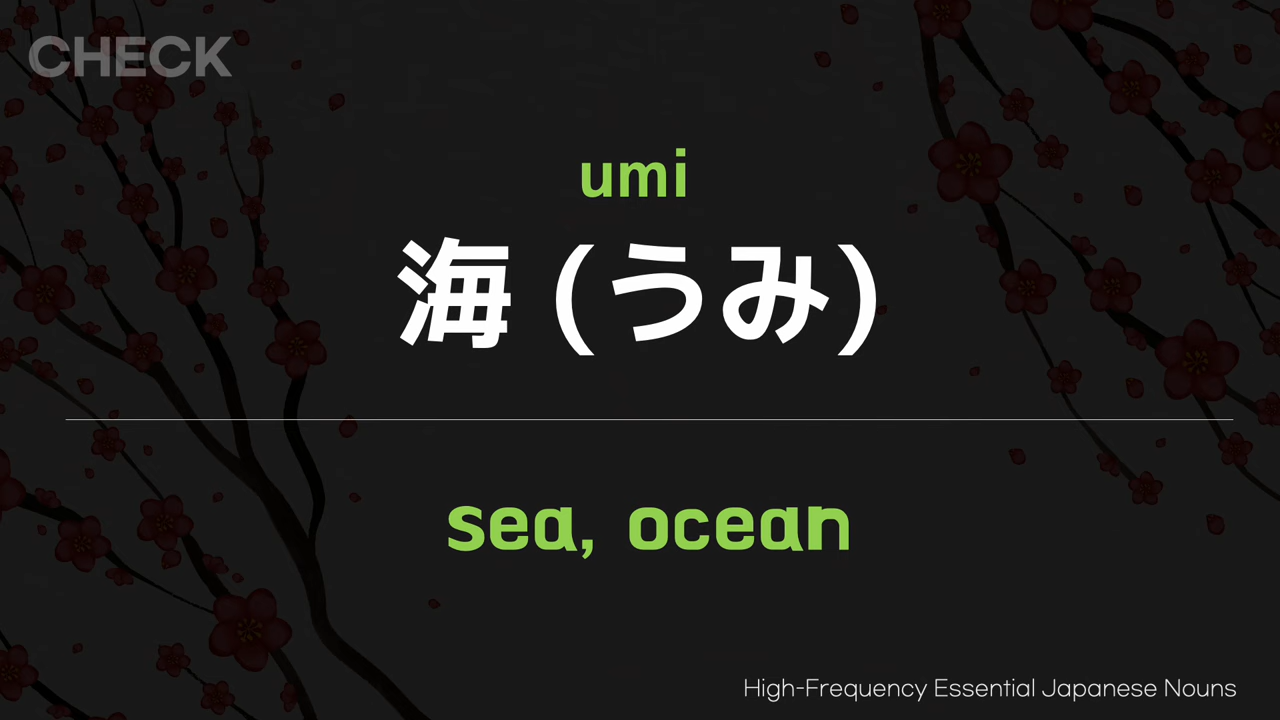 CHECK
umi
海 (うみ)
sea, ocean
High-Frequency Essential Japanese Nouns